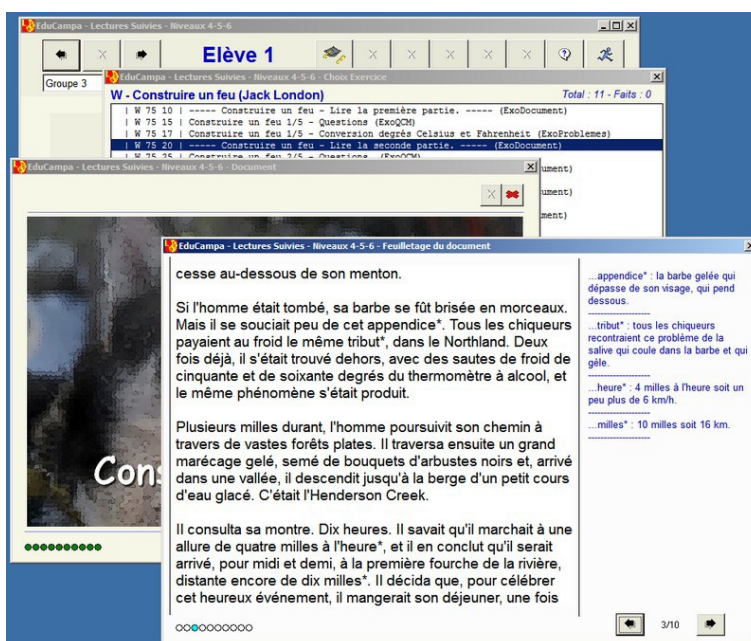 EduCampa - Lectures Suivies - Niveaux 4-5-6
Elève 1
Groupe 3
EduCampa - Lectures Suivies - Niveaux 4-5-6 - Choix Exercice
W - Construire un feu (Jack London)
Total : 11 - Faits : 0
| W 75 10 | ----- Construire un feu - Lire la première partie. ----- (ExoDocument)
| W 75 15 | Construire un feu 1/5 - Questions (ExoQCM)
| W 75 17 | Construire un feu 1/5 - Conversion degrés Celsius et Fahrenheit (ExoProblemes)
| W 75 20 | ----- Construire un feu - Lire la seconde partie. ----- (ExoDocument)
| W 75 25 | Construire un feu 2/5 - Questions (ExoQCM)
ument)
ument)
ment)
EduCampa - Lectures Suivies - Niveaux 4-5-6 - Document
Cons
EduCampa - Lectures Suivies - Niveaux 4-5-6 - Feuilletage du document
cesse au-dessous de son menton.
Si l'homme était tombé, sa barbe se fût brisée en morceaux.
Mais il se souciait peu de cet appendice*. Tous les chiqueurs
payaient au froid le même tribut*, dans le Northland. Deux
fois déjà, il s'était trouvé dehors, avec des sautes de froid de
cinquante et de soixante degrés du thermomètre à alcool, et
le même phénomène s'était produit.
Plusieurs milles durant, l'homme poursuivit son chemin à
travers de vastes forêts plates. Il traversa ensuite un grand
marécage gelé, semé de bouquets d'arbustes noirs et, arrivé
dans une vallée, il descendit jusqu'à la berge d'un petit cours
d'eau glacé. C'était l'Henderson Creek.
Il consulta sa montre. Dix heures. Il savait qu'il marchait à une
allure de quatre milles à l'heure*, et il en conclut qu'il serait
arrivé, pour midi et demi, à la première fourche de la rivière,
distante encore de dix milles*. Il décida que, pour célébrer
cet heureux événement, il mangerait son déjeuner, une fois
...appendice* : la barbe gelée qui
dépasse de son visage, qui pend
dessous.
--------------------
...tribut* : tous les chiqueurs
recontraient ce problème de la
salive qui coule dans la barbe et qui
gèle.
--------------------
...heure* : 4 milles à l'heure soit un
peu plus de 6 km/h.
--------------------
...milles* : 10 milles soit 16 km.
--------------------
3/10